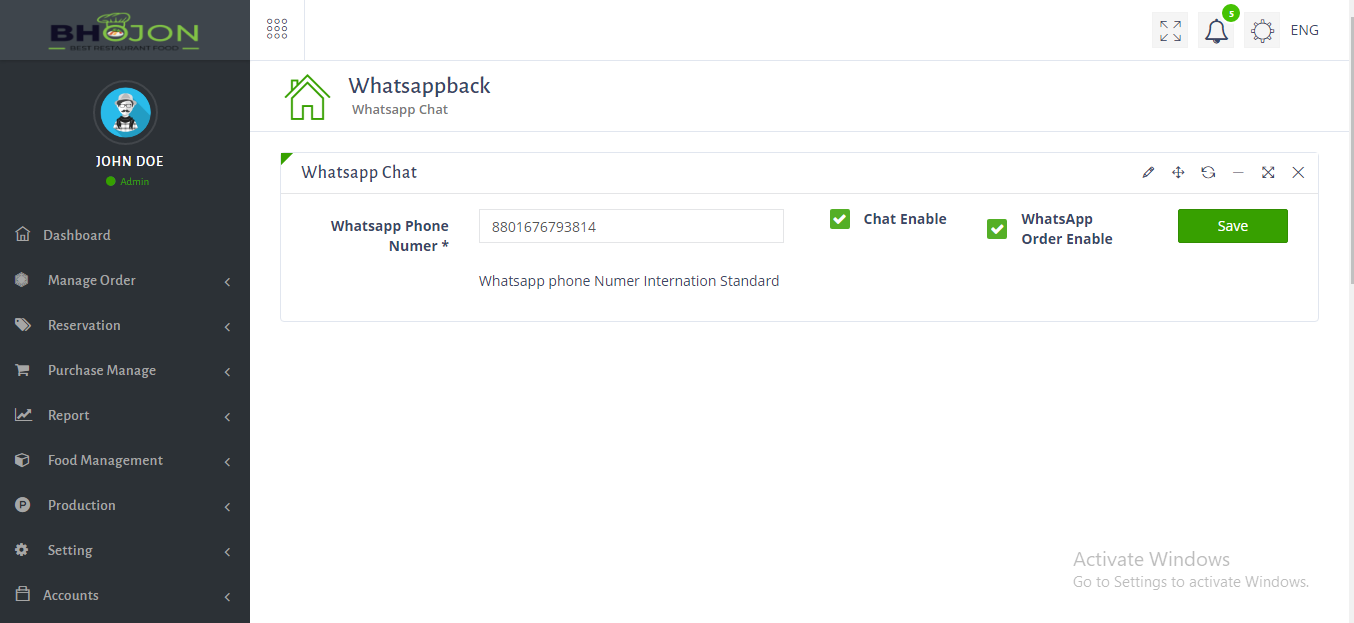 BHOJON
BEST RESTAURANT FOOD
5
ENG
JOHN DOE
Admin
Dashboard
Manage Order
Reservation
Purchase Manage
Report
Food Management
P
Production
Setting
Accounts
Whatsappback
Whatsapp Chat
Whatsapp Chat
Whatsapp Phone
Numer *
8801676793814
Chat Enable
WhatsApp
Order Enable
Save
Whatsapp phone Numer Internation Standard
Activate Windows
Go to Settings to activate Windows.